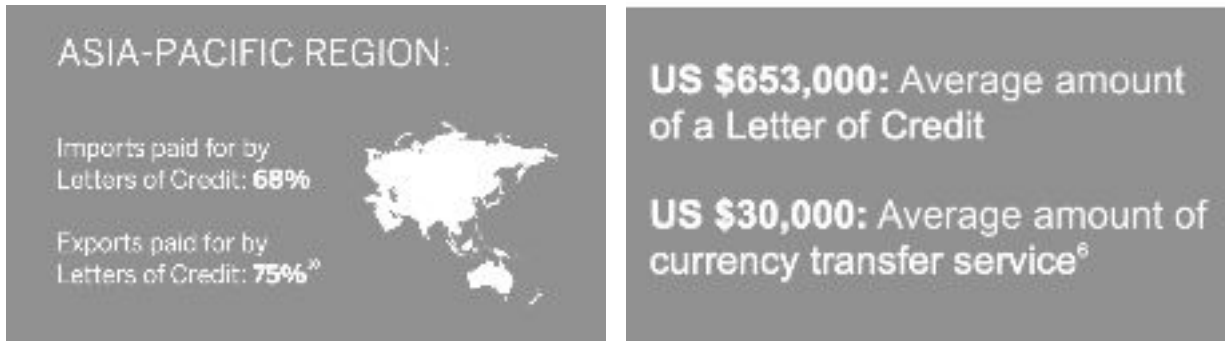 ASIA-PACIFIC REGION:
Imports paid for by
Letters of Credit: 68%
Exports paid for by
Letters of Credit: 75%
US $653,000: Average amount
of a Letter of Credit
US $30,000: Average amount of
currency transfer service⁶